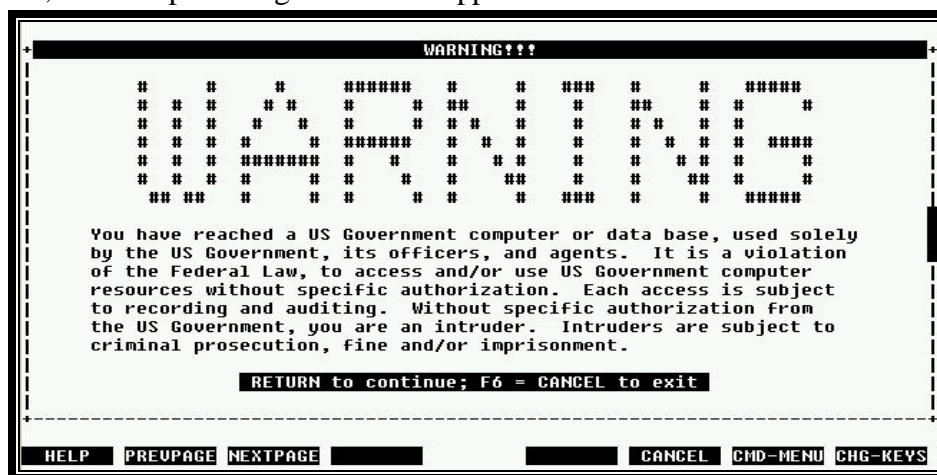 WARNING!!!
WARNING
You have reached a US Government computer or data base, used solely
by the US Government, its officers, and agents.  It is a violation
of the Federal Law, to access and/or use US Government computer
resources without specific authorization.  Each access is subject
to recording and auditing.  Without specific authorization from
the US Government, you are an intruder.  Intruders are subject to
criminal prosecution, fine and/or imprisonment.
RETURN to continue; F6 = CANCEL to exit
HELP PREVPAGE NEXTPAGE CANCEL CMD-MENU CHG-KEYS